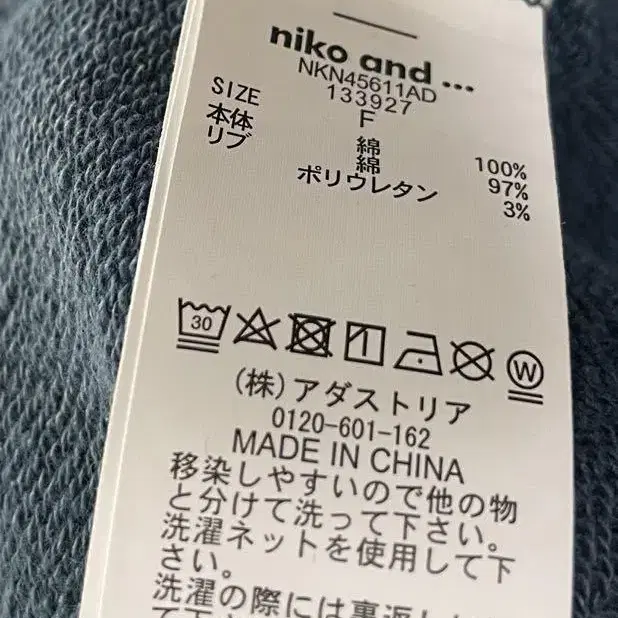 niko and ...
NKN45611AD
133927
SIZE F
本体 綿 100%
リブ 綿 97%
ポリウレタン 3%
30 W
(株)アダストリア
0120-601-162
MADE IN CHINA
移染しやすいので他の物
と分けて洗って下さい。
洗濯ネットを使用して下
さい。
洗濯の際には裏返し